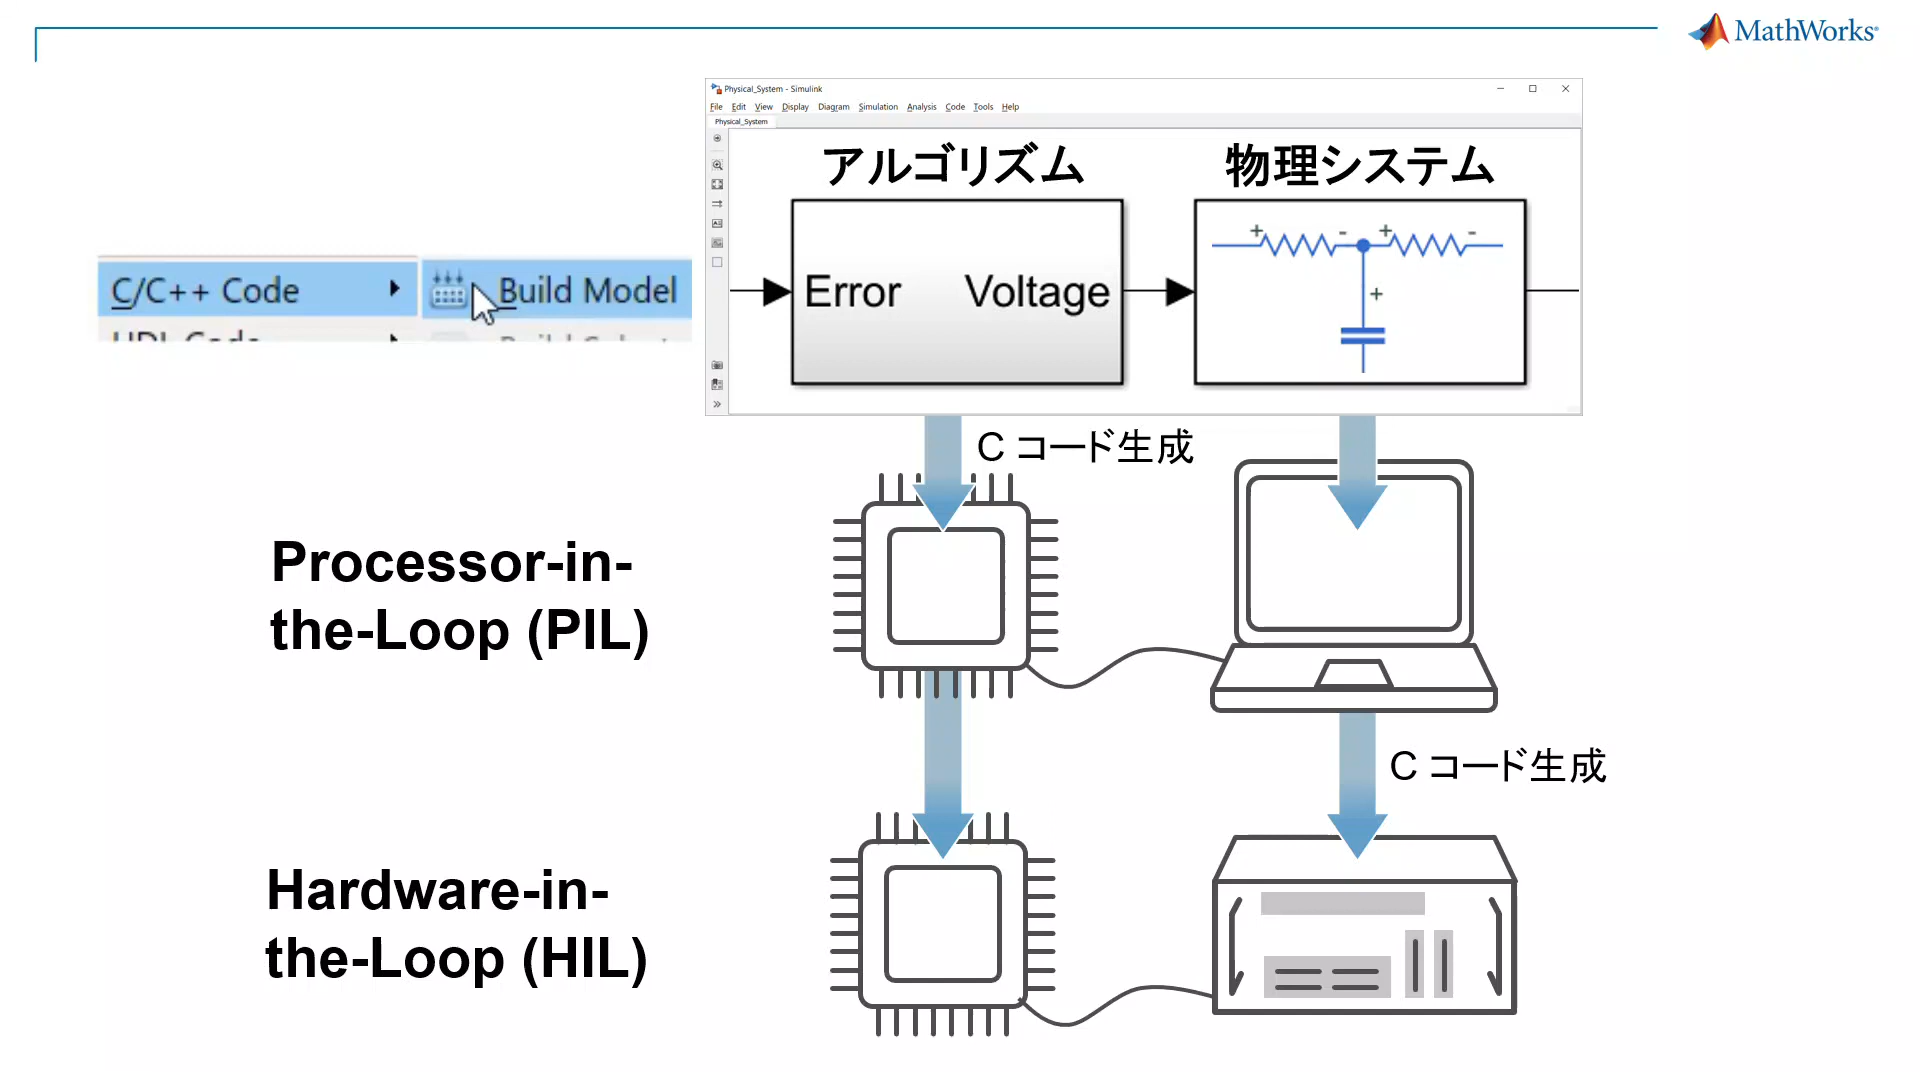 MathWorks®
Physical_System - Simulink
File Edit View Display Diagram Simulation Analysis Code Tools Help
Physical_System
アルゴリズム 物理システム
Error Voltage
+ - + -
+
C/C++ Code Build Model
C コード生成
Processor-in-
the-Loop (PIL)
C コード生成
Hardware-in-
the-Loop (HIL)